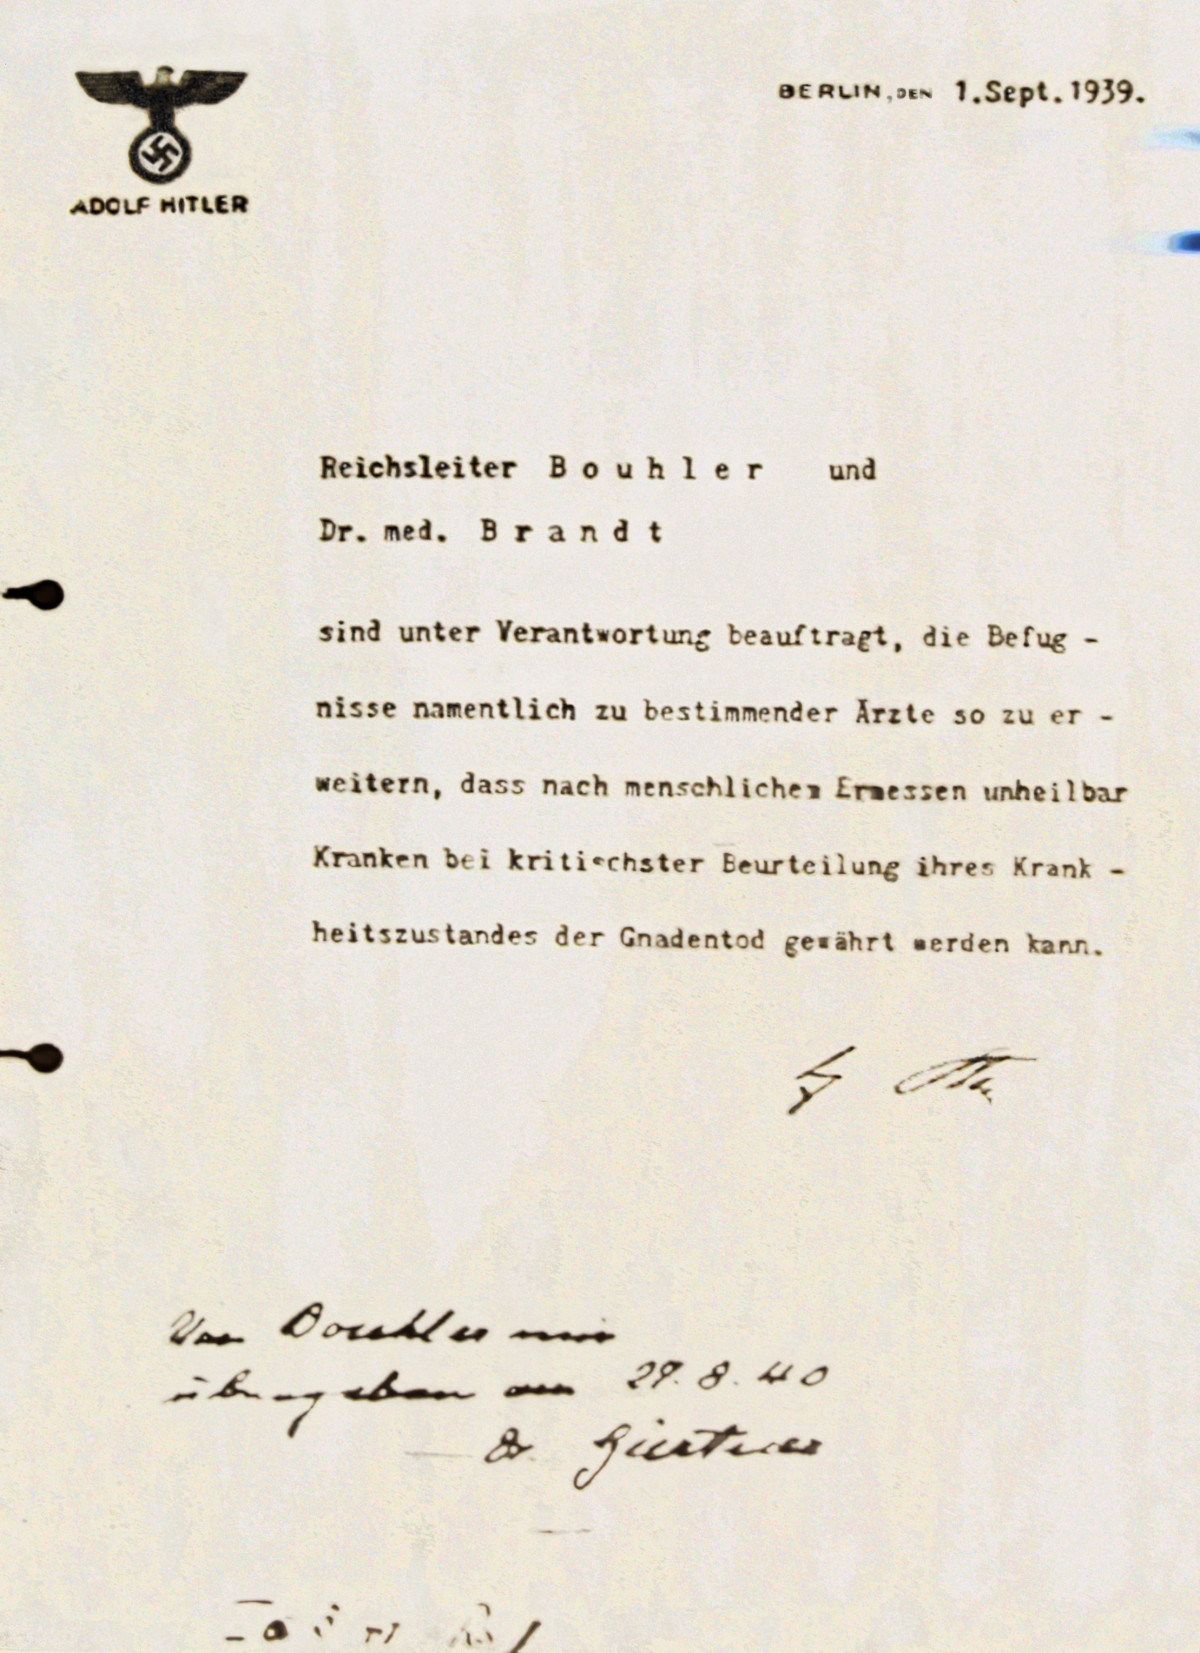 BERLIN, DEN 1.Sept.1939.
ADOLF HITLER
Reichsleiter Bouhler und
Dr. med. Brandt
sind unter Verantwortung beauftragt, die Befug -
nisse namentlich zu bestimmender Ärzte so zu er -
weitern, dass nach menschlichem Ermessen unheilbar
Kranken bei kritischster Beurteilung ihres Krank -
heitszustandes der Gnadentod gewährt werden kann.
Von Bouhler mir
übergeben am 27.8.40
Dr. Gürtner